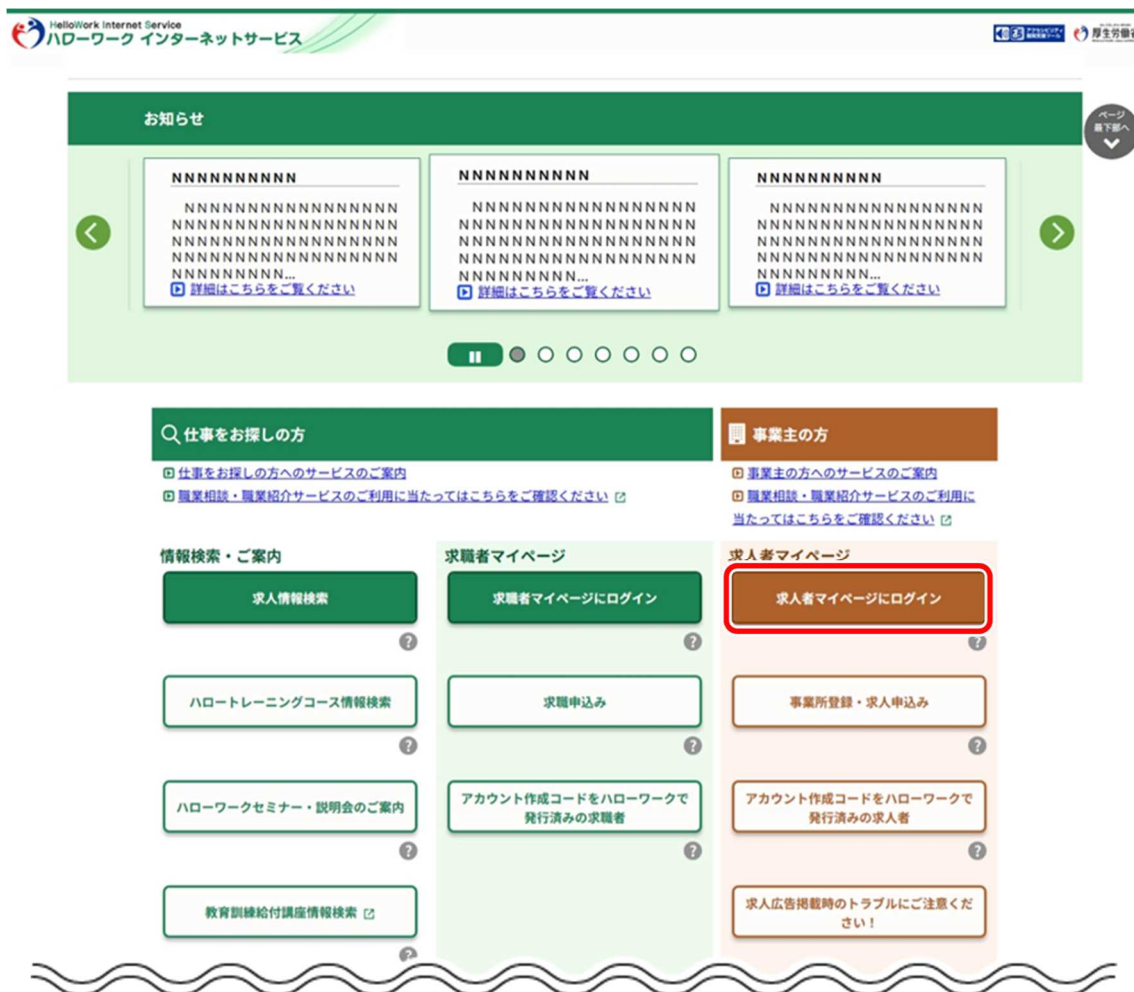 HelloWork Internet Service
ハローワーク インターネットサービス
厚生労働省
お知らせ
ページ
最下部へ
NNNNNNNNNN
NNNNNNNNNNNNNNNN
NNNNNNNNNNNNNNNNN
NNNNNNNNNNNNNNNNN
NNNNNNNNNNNNNNNNN
NNNNNNNNN...
詳細はこちらをご覧ください
NNNNNNNNNN
NNNNNNNNNNNNNNNNN
NNNNNNNNNNNNNNNNNN
NNNNNNNNNNNNNNNNNN
NNNNNNNNNNNNNNNNNN
NNNNNNNNN...
詳細はこちらをご覧ください
NNNNNNNNNN
NNNNNNNNNNNNNNNN
NNNNNNNNNNNNNNNNN
NNNNNNNNNNNNNNNNN
NNNNNNNNNNNNNNNNN
NNNNNNNNN...
詳細はこちらをご覧ください
仕事をお探しの方
仕事をお探しの方へのサービスのご案内
職業相談・職業紹介サービスのご利用に当たってはこちらをご確認ください
事業主の方
事業主の方へのサービスのご案内
職業相談・職業紹介サービスのご利用に
当たってはこちらをご確認ください
情報検索・ご案内
求人情報検索
?
ハロートレーニングコース情報検索
?
ハローワークセミナー・説明会のご案内
?
教育訓練給付講座情報検索
?
求職者マイページ
求職者マイページにログイン
?
求職申込み
?
アカウント作成コードをハローワークで
発行済みの求職者
?
求人者マイページ
求人者マイページにログイン
?
事業所登録・求人申込み
?
アカウント作成コードをハローワークで
発行済みの求人者
?
求人広告掲載時のトラブルにご注意くだ
さい!